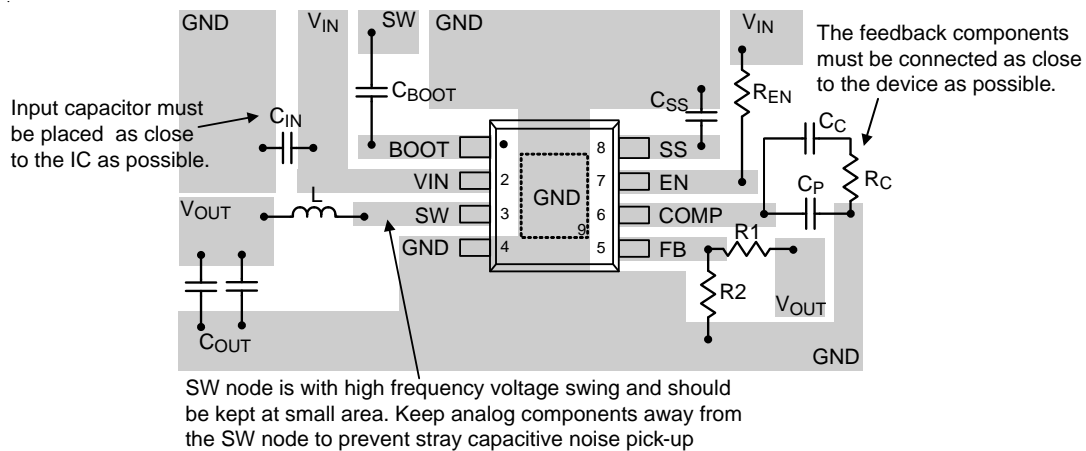 GND
VIN
SW
GND
VIN
The feedback components
must be connected as close
to the device as possible.
Input capacitor must
be placed as close
to the IC as possible.
CIN
CBOOT
CSS
REN
CC
RC
CP
BOOT
VIN
SW
GND
2
3
4
GND
9
8
7
6
5
SS
EN
COMP
FB
VOUT
L
COUT
R1
R2
VOUT
GND
SW node is with high frequency voltage swing and should
be kept at small area. Keep analog components away from
the SW node to prevent stray capacitive noise pick-up